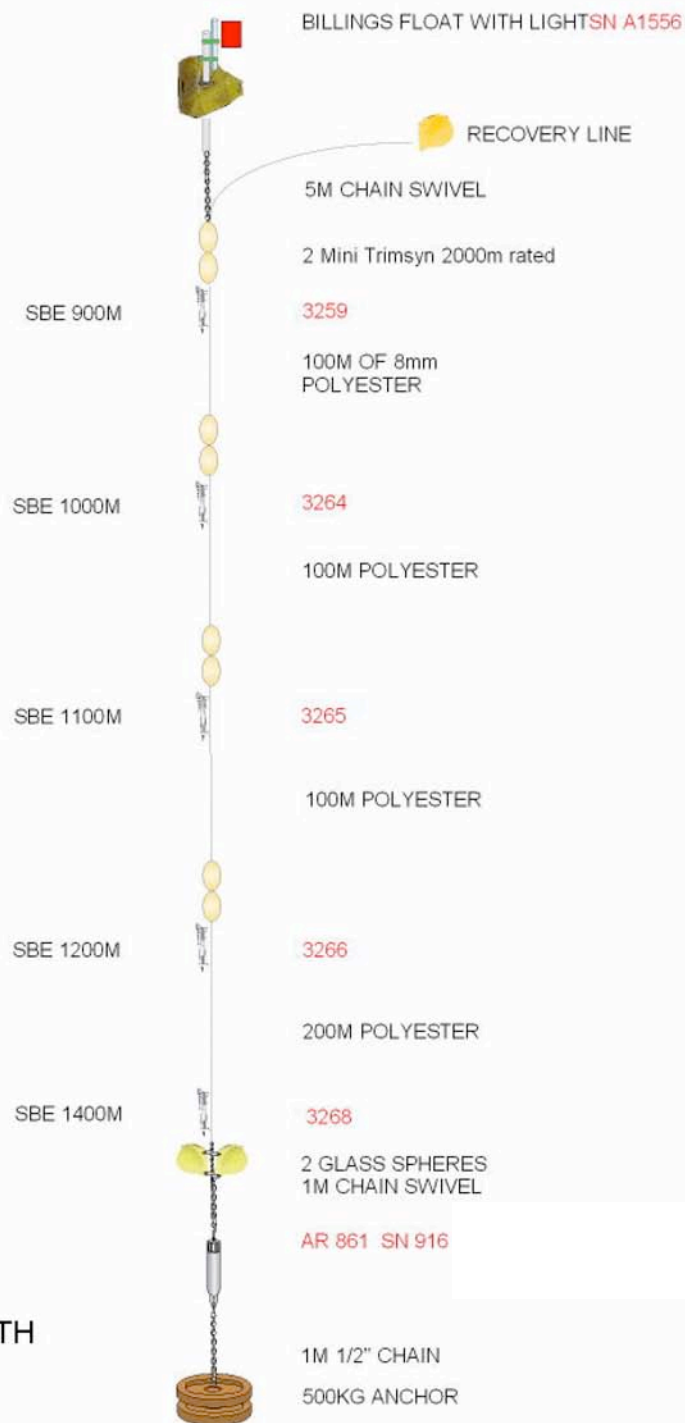 BILLINGS FLOAT WITH LIGHTSN A1556
RECOVERY LINE
5M CHAIN SWIVEL
2 Mini Trimsyn 2000m rated
SBE 900M
3259
100M OF 8mm
POLYESTER
SBE 1000M
3264
100M POLYESTER
SBE 1100M
3265
100M POLYESTER
SBE 1200M
3266
200M POLYESTER
SBE 1400M
3268
2 GLASS SPHERES
1M CHAIN SWIVEL
AR 861 SN 916
TH
1M 1/2" CHAIN
500KG ANCHOR